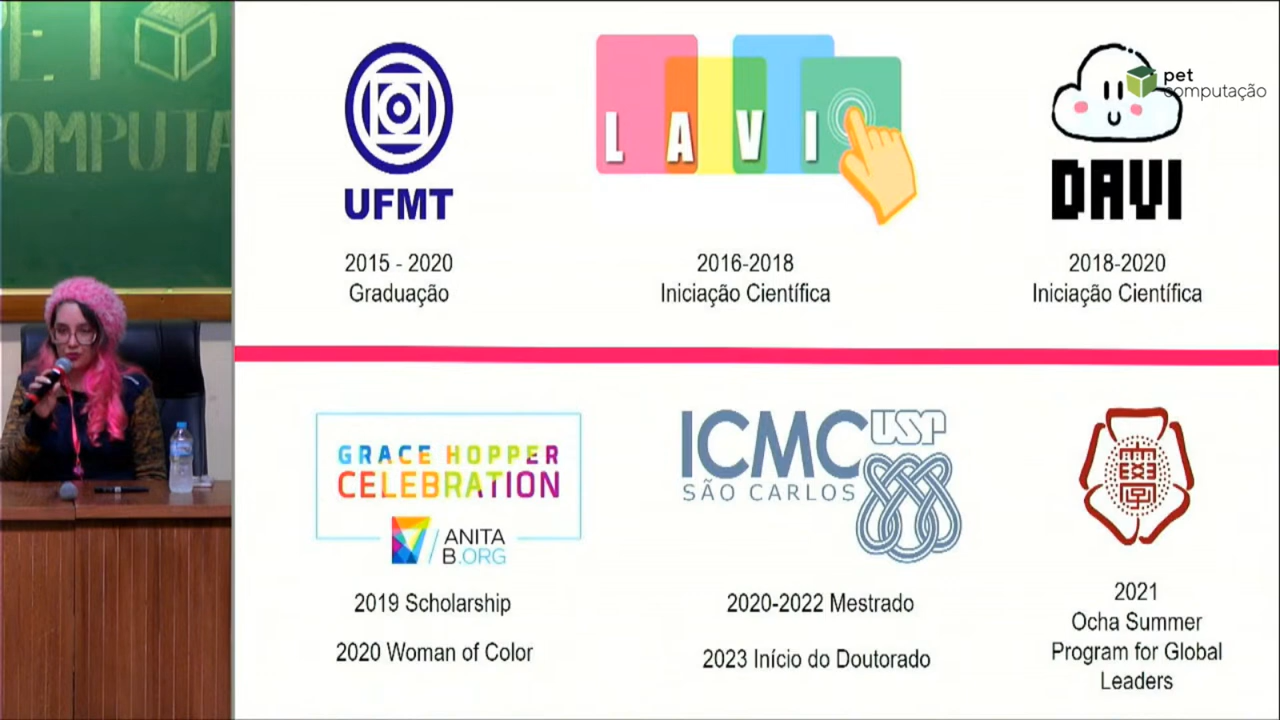 PET
COMPUTA
pet
computação
UFMT
2015 - 2020
Graduação
LAVI
2016-2018
Iniciação Científica
DAVI
2018-2020
Iniciação Científica
GRACE HOPPER
CELEBRATION
ANITA
B.ORG
2019 Scholarship
2020 Woman of Color
ICMC USP
SÃO CARLOS
2020-2022 Mestrado
2023 Início do Doutorado
2021
Ocha Summer
Program for Global
Leaders